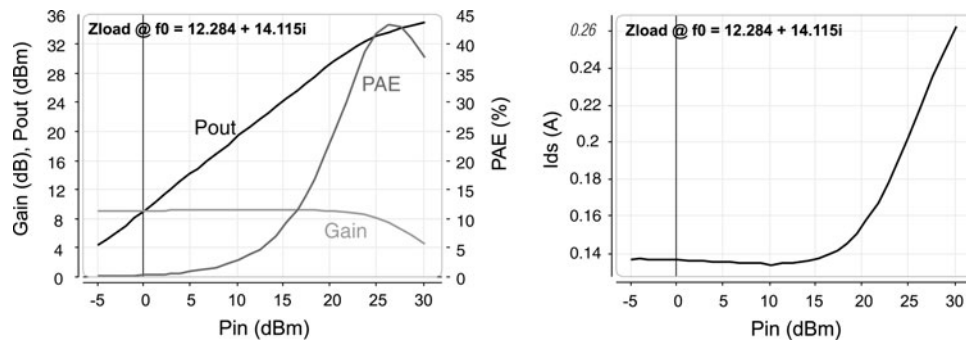 Zload @ f0 = 12.284 + 14.115i
Gain (dB), Pout (dBm)
36
32
28
24
20
16
12
8
4
0
Pout
PAE
Gain
45
40
35
30
25
20
15
10
5
0
PAE (%)
-5 0 5 10 15 20 25 30
Pin (dBm)
Zload @ f0 = 12.284 + 14.115i
Ids (A)
0.26
0.24
0.22
0.2
0.18
0.16
0.14
-5 0 5 10 15 20 25 30
Pin (dBm)